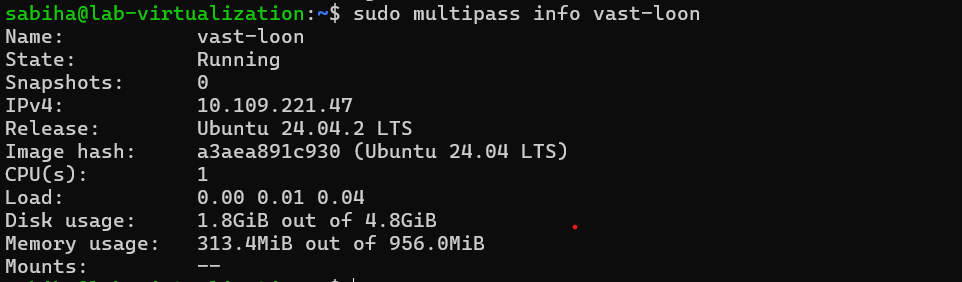 sabiha@lab-virtualization:~$ sudo multipass info vast-loon
Name:           vast-loon
State:          Running
Snapshots:      0
IPv4:           10.109.221.47
Release:        Ubuntu 24.04.2 LTS
Image hash:     a3aea891c930 (Ubuntu 24.04 LTS)
CPU(s):         1
Load:           0.00 0.01 0.04
Disk usage:     1.8GiB out of 4.8GiB
Memory usage:   313.4MiB out of 956.0MiB
Mounts:         --